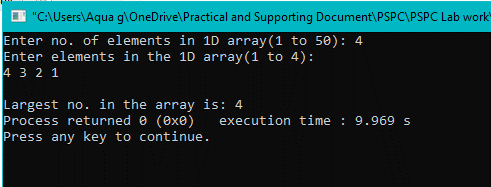 "C:\Users\Aqua g\OneDrive\Practical and Supporting Document\PSPC\PSPC Lab work\
Enter no. of elements in 1D array(1 to 50): 4
Enter elements in the 1D array(1 to 4):
4 3 2 1
Largest no. in the array is: 4
Process returned 0 (0x0)   execution time : 9.969 s
Press any key to continue.